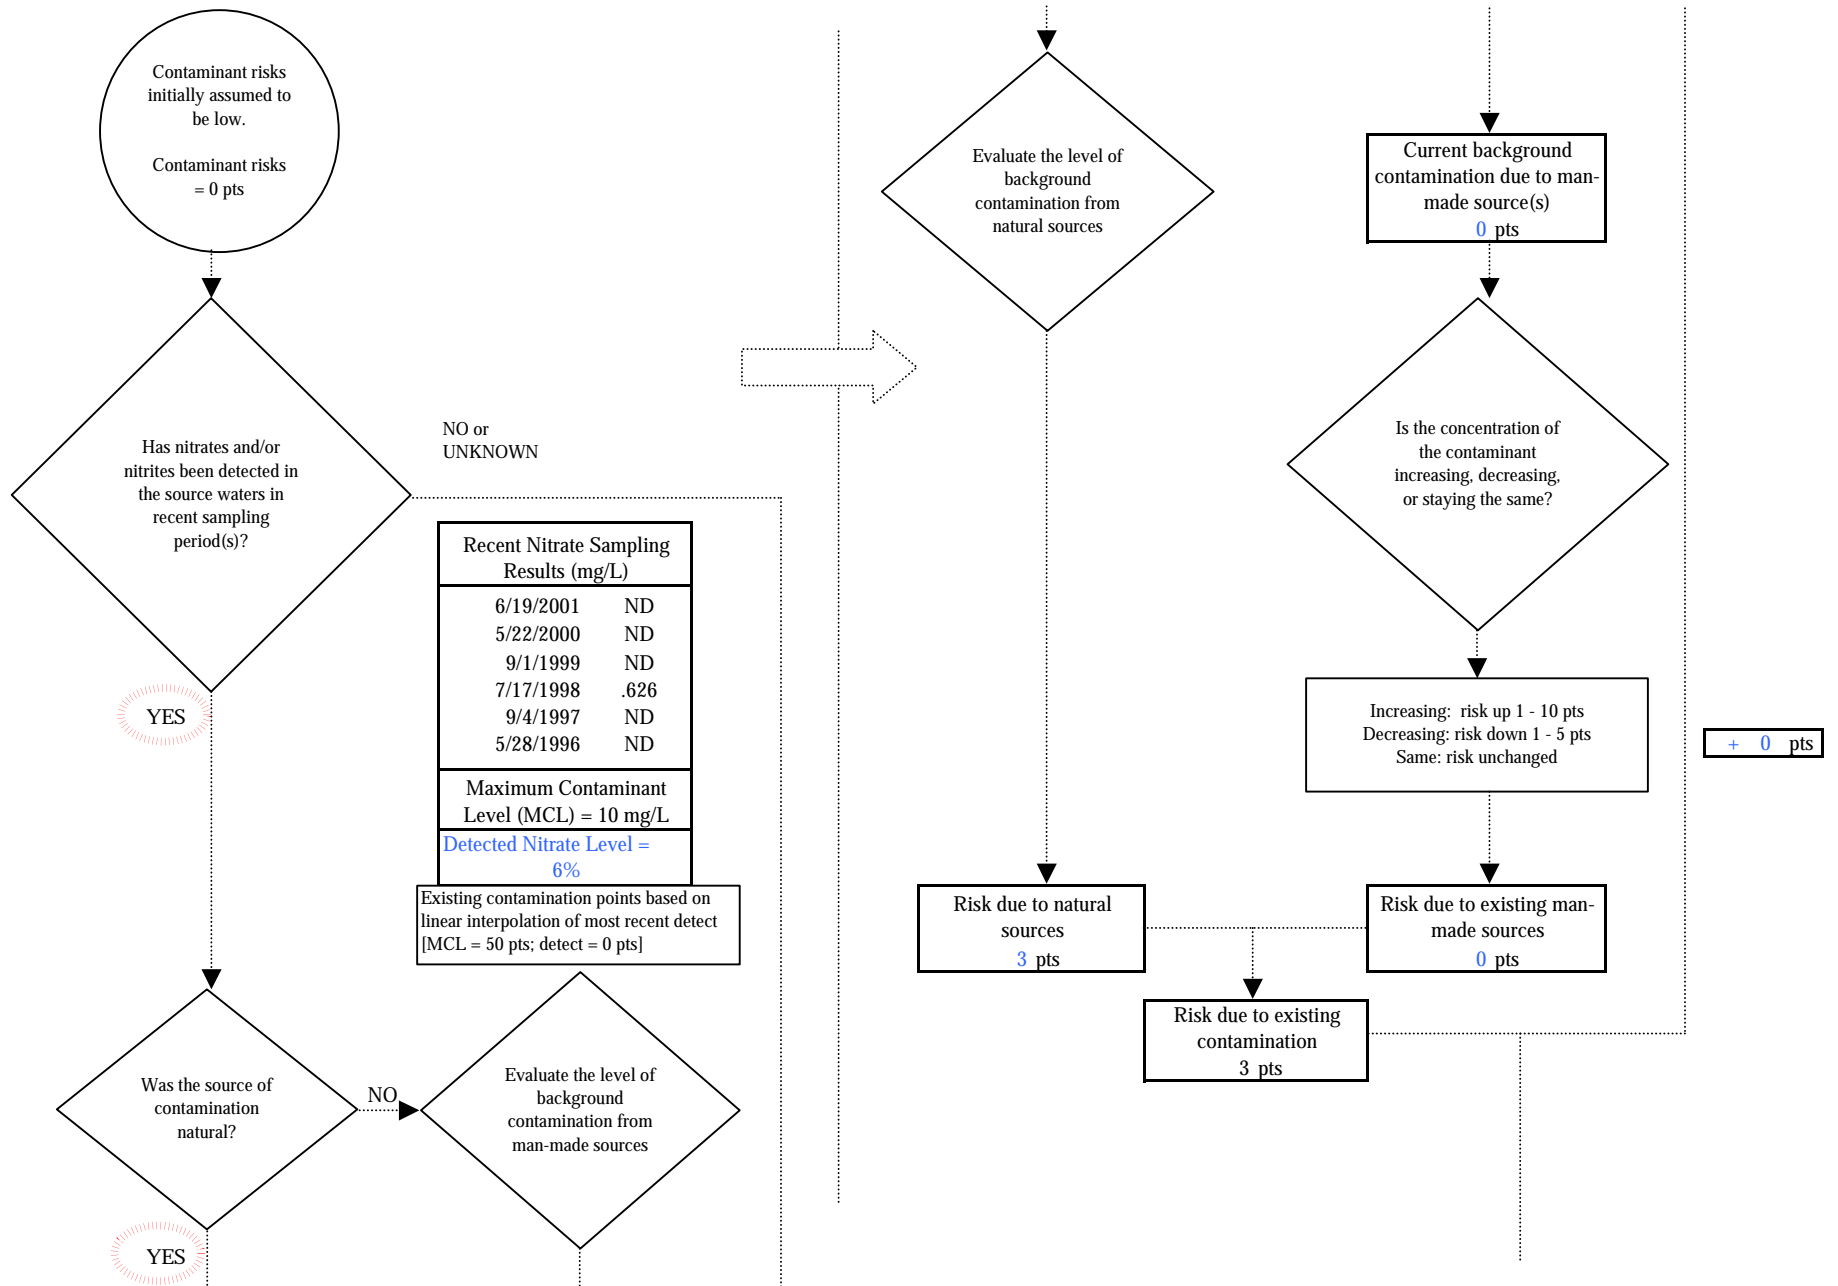 Contaminant risks
initially assumed to
be low.
Contaminant risks
= 0 pts
Has nitrates and/or
nitrites been detected in
the source waters in
recent sampling
period(s)?
NO or
UNKNOWN
YES
Recent Nitrate Sampling
Results (mg/L)
6/19/2001 ND
5/22/2000 ND
9/1/1999 ND
7/17/1998 .626
9/4/1997 ND
5/28/1996 ND
Maximum Contaminant
Level (MCL) = 10 mg/L
Detected Nitrate Level =
6%
Existing contamination points based on
linear interpolation of most recent detect
[MCL = 50 pts; detect = 0 pts]
Was the source of
contamination
natural?
NO
YES
Evaluate the level of
background
contamination from
man-made sources
Evaluate the level of
background
contamination from
natural sources
Current background
contamination due to man-
made source(s)
0 pts
Is the concentration of
the contaminant
increasing, decreasing,
or staying the same?
Increasing: risk up 1 - 10 pts
Decreasing: risk down 1 - 5 pts
Same: risk unchanged
+ 0 pts
Risk due to natural
sources
3 pts
Risk due to existing man-
made sources
0 pts
Risk due to existing
contamination
3 pts